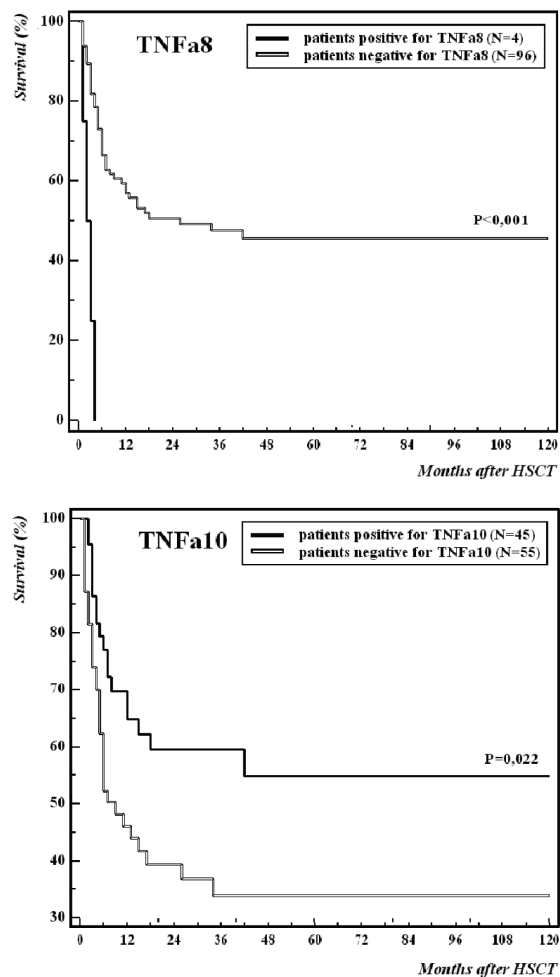 TNFa8
patients positive for TNFa8 (N=4)
patients negative for TNFa8 (N=96)
Survival (%)
100
80
60
40
20
0
P<0,001
0 12 24 36 48 60 72 84 96 108 120
Months after HSCT
TNFa10
patients positive for TNFa10 (N=45)
patients negative for TNFa10 (N=55)
Survival (%)
100
90
80
70
60
50
40
30
P=0,022
0 12 24 36 48 60 72 84 96 108 120
Months after HSCT